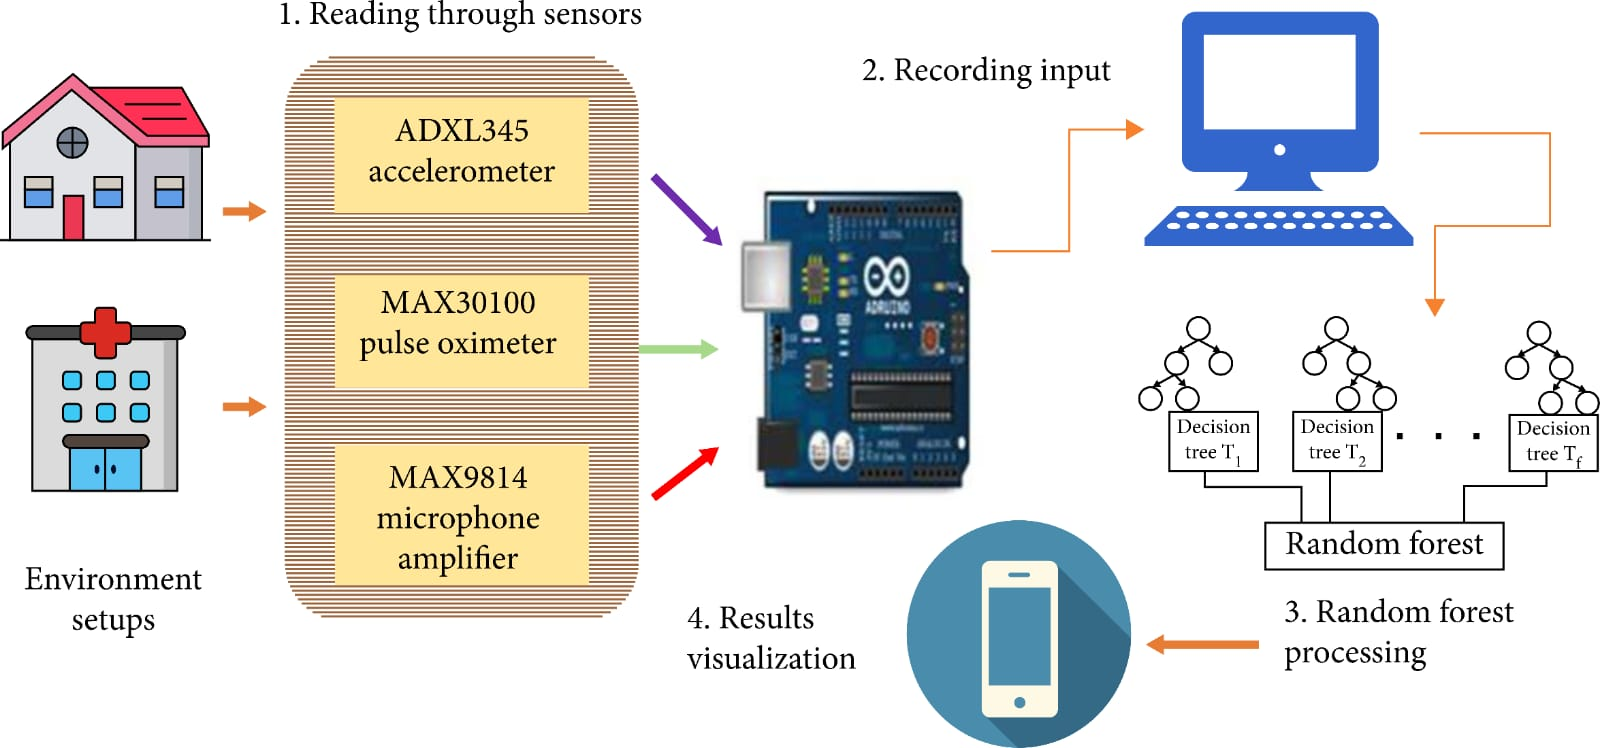 1. Reading through sensors
ADXL345
accelerometer
MAX30100
pulse oximeter
MAX9814
microphone
amplifier
Environment
setups
ADRUINO
2. Recording input
Decision
tree T1
Decision
tree T2
. . .
Decision
tree Tf
Random forest
3. Random forest
processing
4. Results
visualization